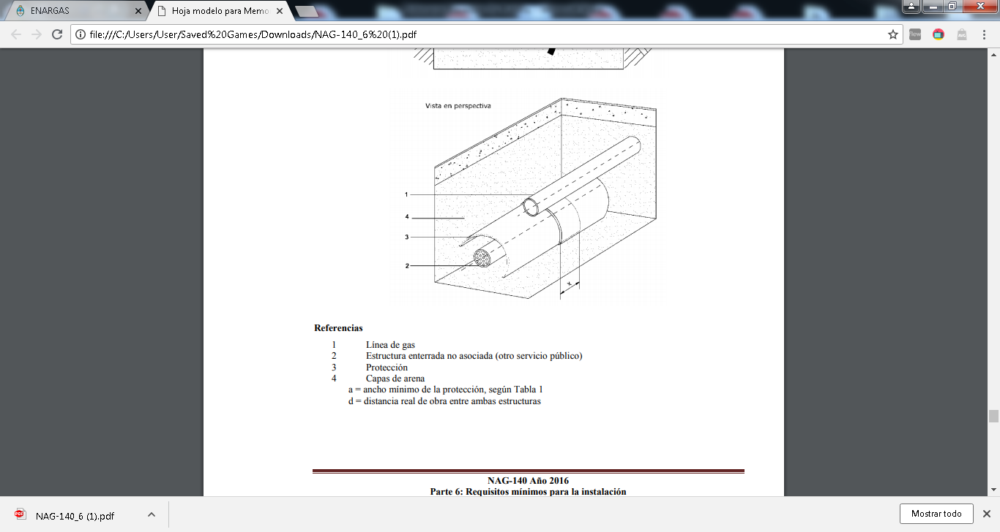 ENARGAS
Hoja modelo para Memo
file:///C:/Users/User/Saved%20Games/Downloads/NAG-140_6%20(1).pdf
flow
AVG
Vista en perspectiva
1
4
3
2
x
Referencias
1 Línea de gas
2 Estructura enterrada no asociada (otro servicio público)
3 Protección
4 Capas de arena
a = ancho mínimo de la protección, según Tabla 1
d = distancia real de obra entre ambas estructuras
NAG-140 Año 2016
Parte 6: Requisitos mínimos para la instalación
PDF
NAG-140_6 (1).pdf
Mostrar todo